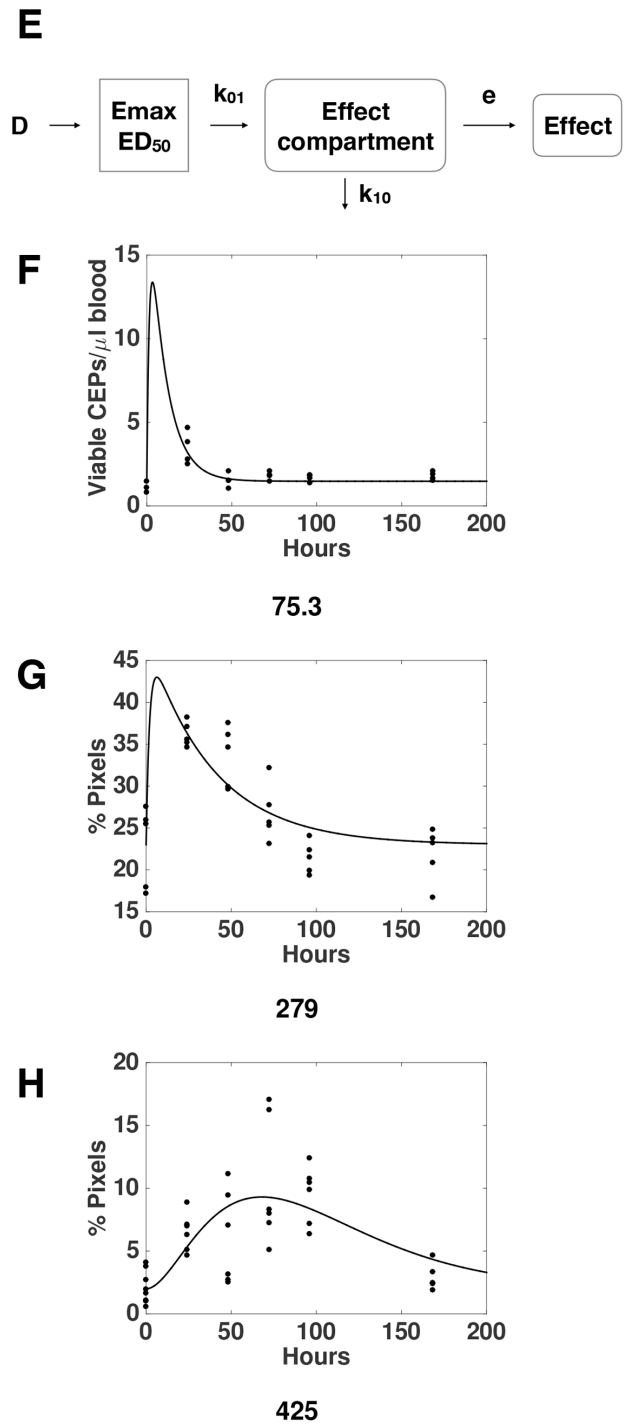 E
D
Emax
ED₅₀
k₀₁
Effect
compartment
e
Effect
k₁₀
F
Viable CEPs/μl blood
15
10
5
0
0 50 100 150 200
Hours
75.3
G
% Pixels
45
40
35
30
25
20
15
0 50 100 150 200
Hours
279
H
% Pixels
20
15
10
5
0
0 50 100 150 200
Hours
425